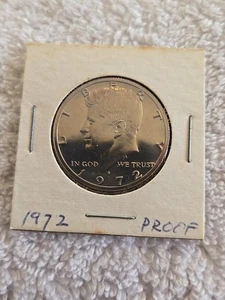 LIBERTY
IN GOD WE TRUST
1972
1972 PROOF